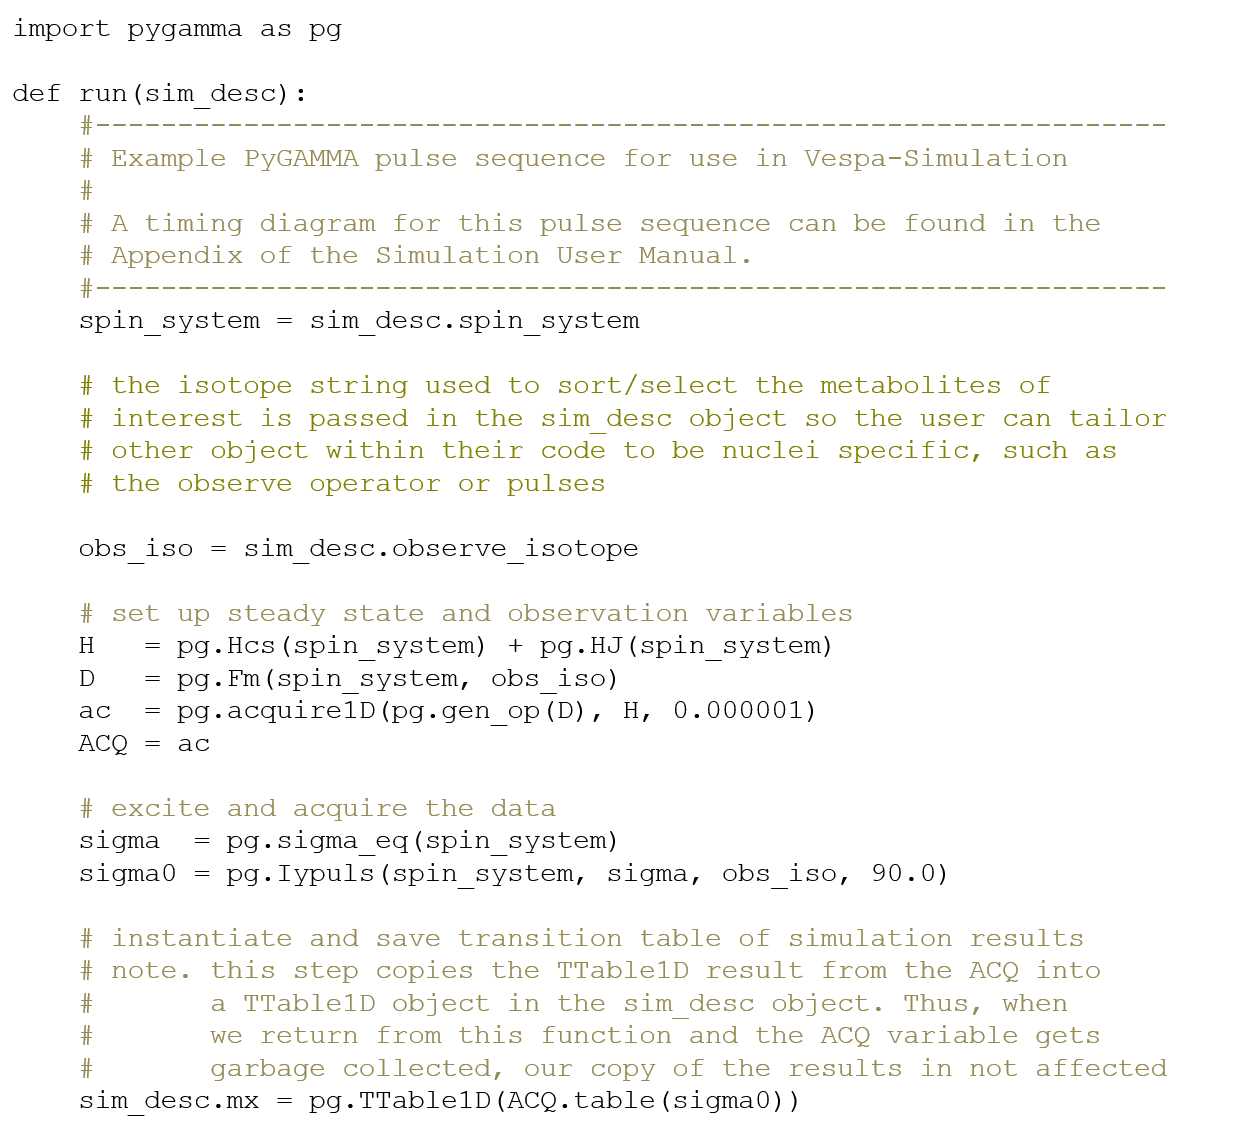 import pygamma as pg

def run(sim_desc):
    #-----------------------------------------------------------------
    # Example PyGAMMA pulse sequence for use in Vespa-Simulation
    #
    # A timing diagram for this pulse sequence can be found in the
    # Appendix of the Simulation User Manual.
    #-----------------------------------------------------------------
    spin_system = sim_desc.spin_system

    # the isotope string used to sort/select the metabolites of
    # interest is passed in the sim_desc object so the user can tailor
    # other object within their code to be nuclei specific, such as
    # the observe operator or pulses

    obs_iso = sim_desc.observe_isotope

    # set up steady state and observation variables
    H   = pg.Hcs(spin_system) + pg.HJ(spin_system)
    D   = pg.Fm(spin_system, obs_iso)
    ac  = pg.acquire1D(pg.gen_op(D), H, 0.000001)
    ACQ = ac

    # excite and acquire the data
    sigma  = pg.sigma_eq(spin_system)
    sigma0 = pg.Iypuls(spin_system, sigma, obs_iso, 90.0)

    # instantiate and save transition table of simulation results
    # note. this step copies the TTable1D result from the ACQ into
    #       a TTable1D object in the sim_desc object. Thus, when
    #       we return from this function and the ACQ variable gets
    #       garbage collected, our copy of the results in not affected
    sim_desc.mx = pg.TTable1D(ACQ.table(sigma0))